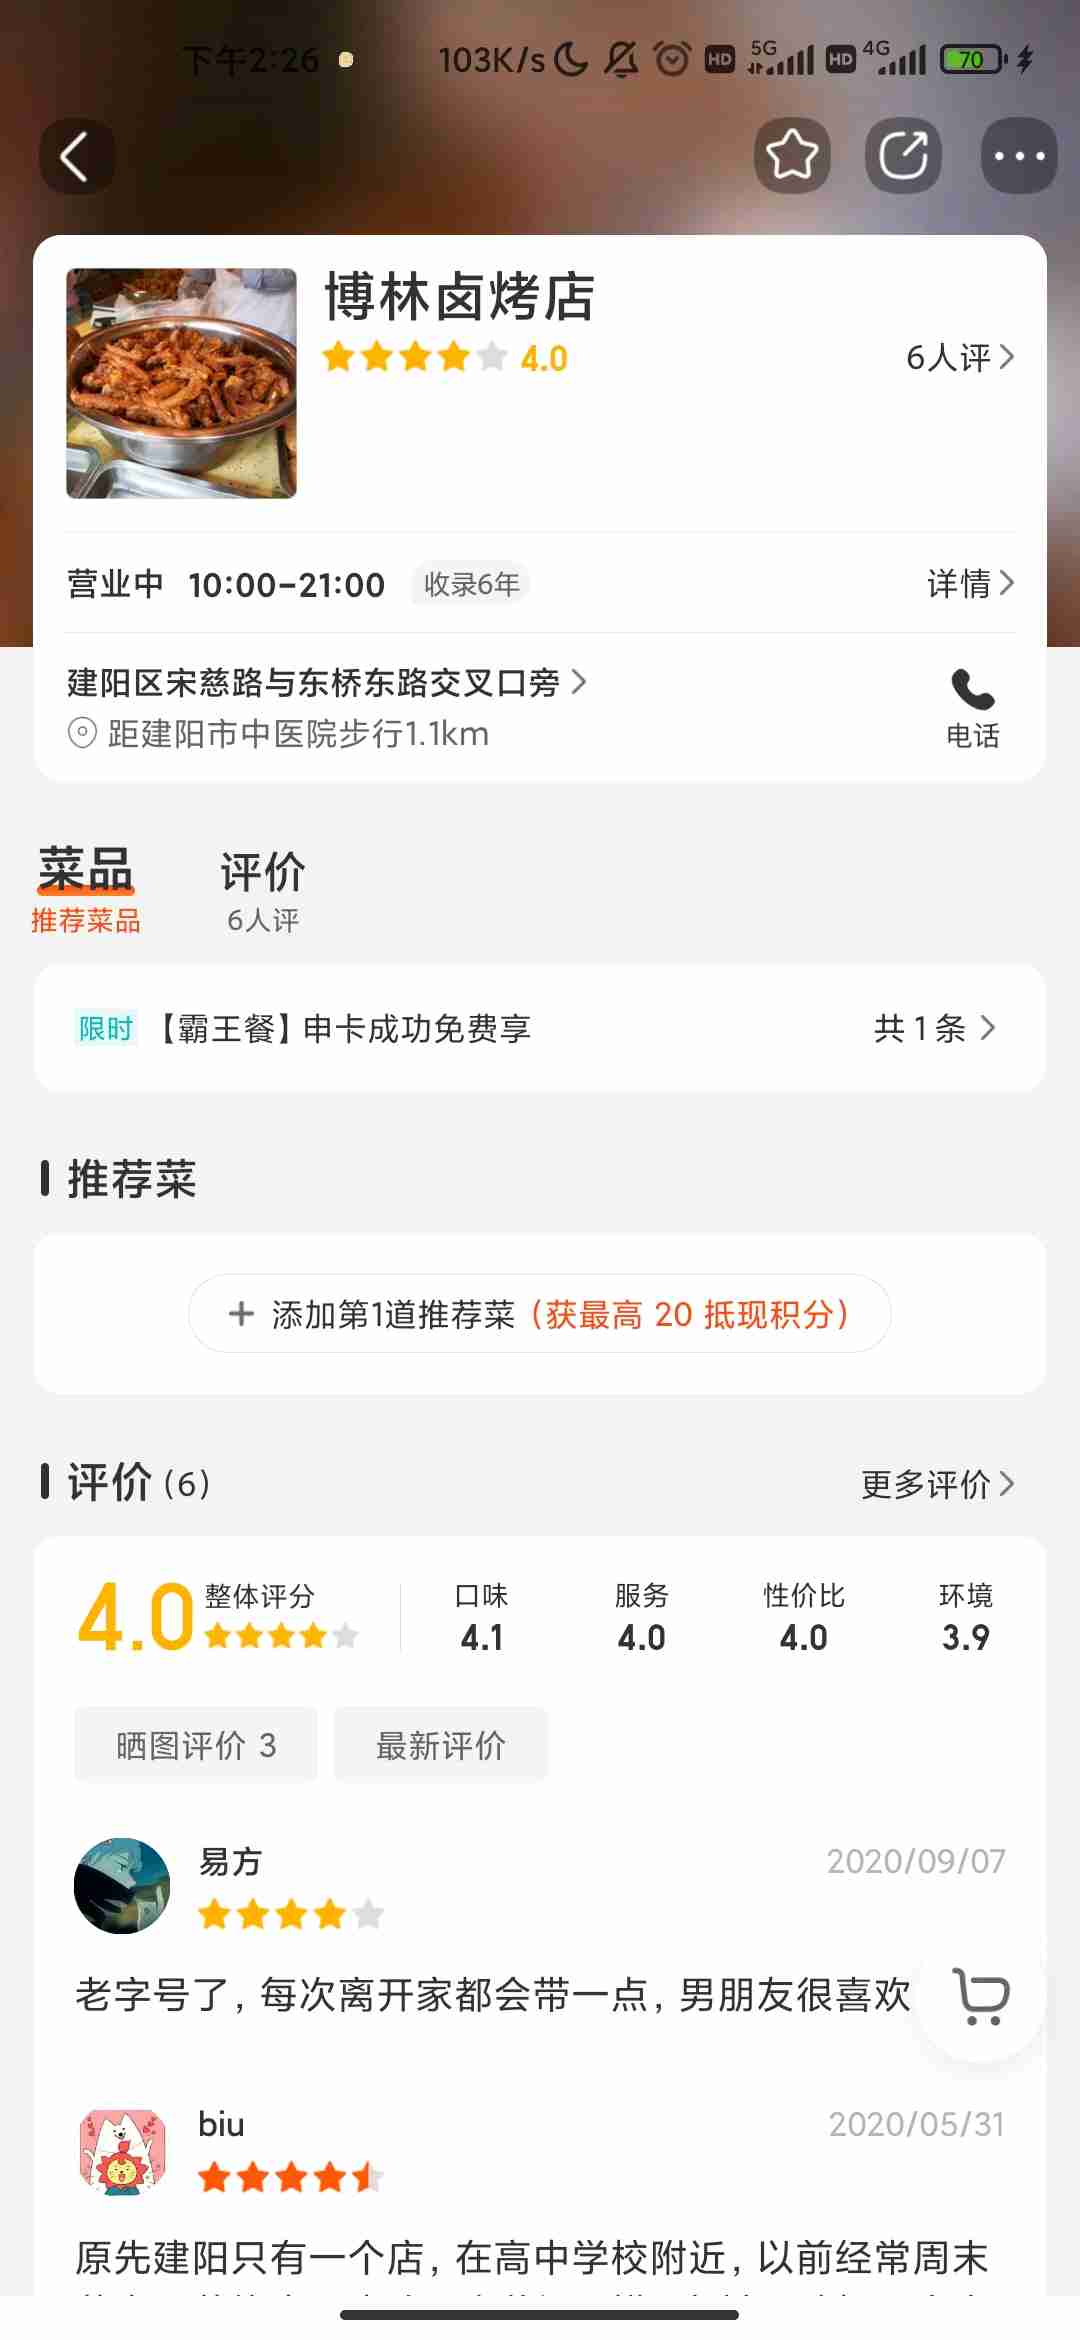 下午2:26
103K/s
HD
5G
HD
4G
70
博林卤烤店
4.0
6人评
营业中 10:00-21:00 收录6年
详情
建阳区宋慈路与东桥东路交叉口旁
距建阳市中医院步行1.1km
电话
菜品 评价
推荐菜品 6人评
限时 【霸王餐】申卡成功免费享 共1条
推荐菜
+ 添加第1道推荐菜（获最高 20 抵现积分）
评价(6) 更多评价
4.0 整体评分
口味 服务 性价比 环境
4.1 4.0 4.0 3.9
晒图评价 3 最新评价
易方 2020/09/07
老字号了，每次离开家都会带一点，男朋友很喜欢
biu 2020/05/31
原先建阳只有一个店，在高中学校附近，以前经常周末